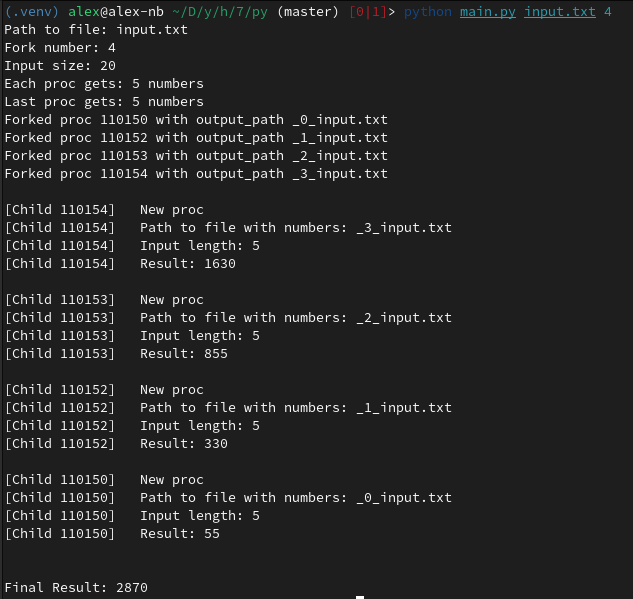 (.venv) alex@alex-nb ~/D/y/h/7/py (master) [0|1]> python main.py input.txt 4
Path to file: input.txt
Fork number: 4
Input size: 20
Each proc gets: 5 numbers
Last proc gets: 5 numbers
Forked proc 110150 with output_path _0_input.txt
Forked proc 110152 with output_path _1_input.txt
Forked proc 110153 with output_path _2_input.txt
Forked proc 110154 with output_path _3_input.txt
[Child 110154]   New proc
[Child 110154]   Path to file with numbers: _3_input.txt
[Child 110154]   Input length: 5
[Child 110154]   Result: 1630
[Child 110153]   New proc
[Child 110153]   Path to file with numbers: _2_input.txt
[Child 110153]   Input length: 5
[Child 110153]   Result: 855
[Child 110152]   New proc
[Child 110152]   Path to file with numbers: _1_input.txt
[Child 110152]   Input length: 5
[Child 110152]   Result: 330
[Child 110150]   New proc
[Child 110150]   Path to file with numbers: _0_input.txt
[Child 110150]   Input length: 5
[Child 110150]   Result: 55
Final Result: 2870